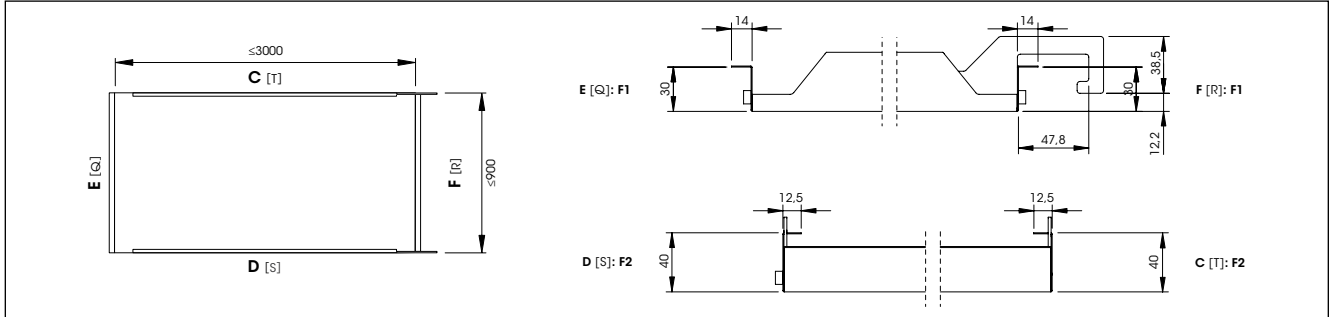 ≤3000
C [T]
E [Q]
F [R]
≤900
D [S]
14
14
E [Q]: F1
30
30
38,5
F [R]: F1
47,8
12,2
12,5
12,5
D [S]: F2
40
40
C [T]: F2